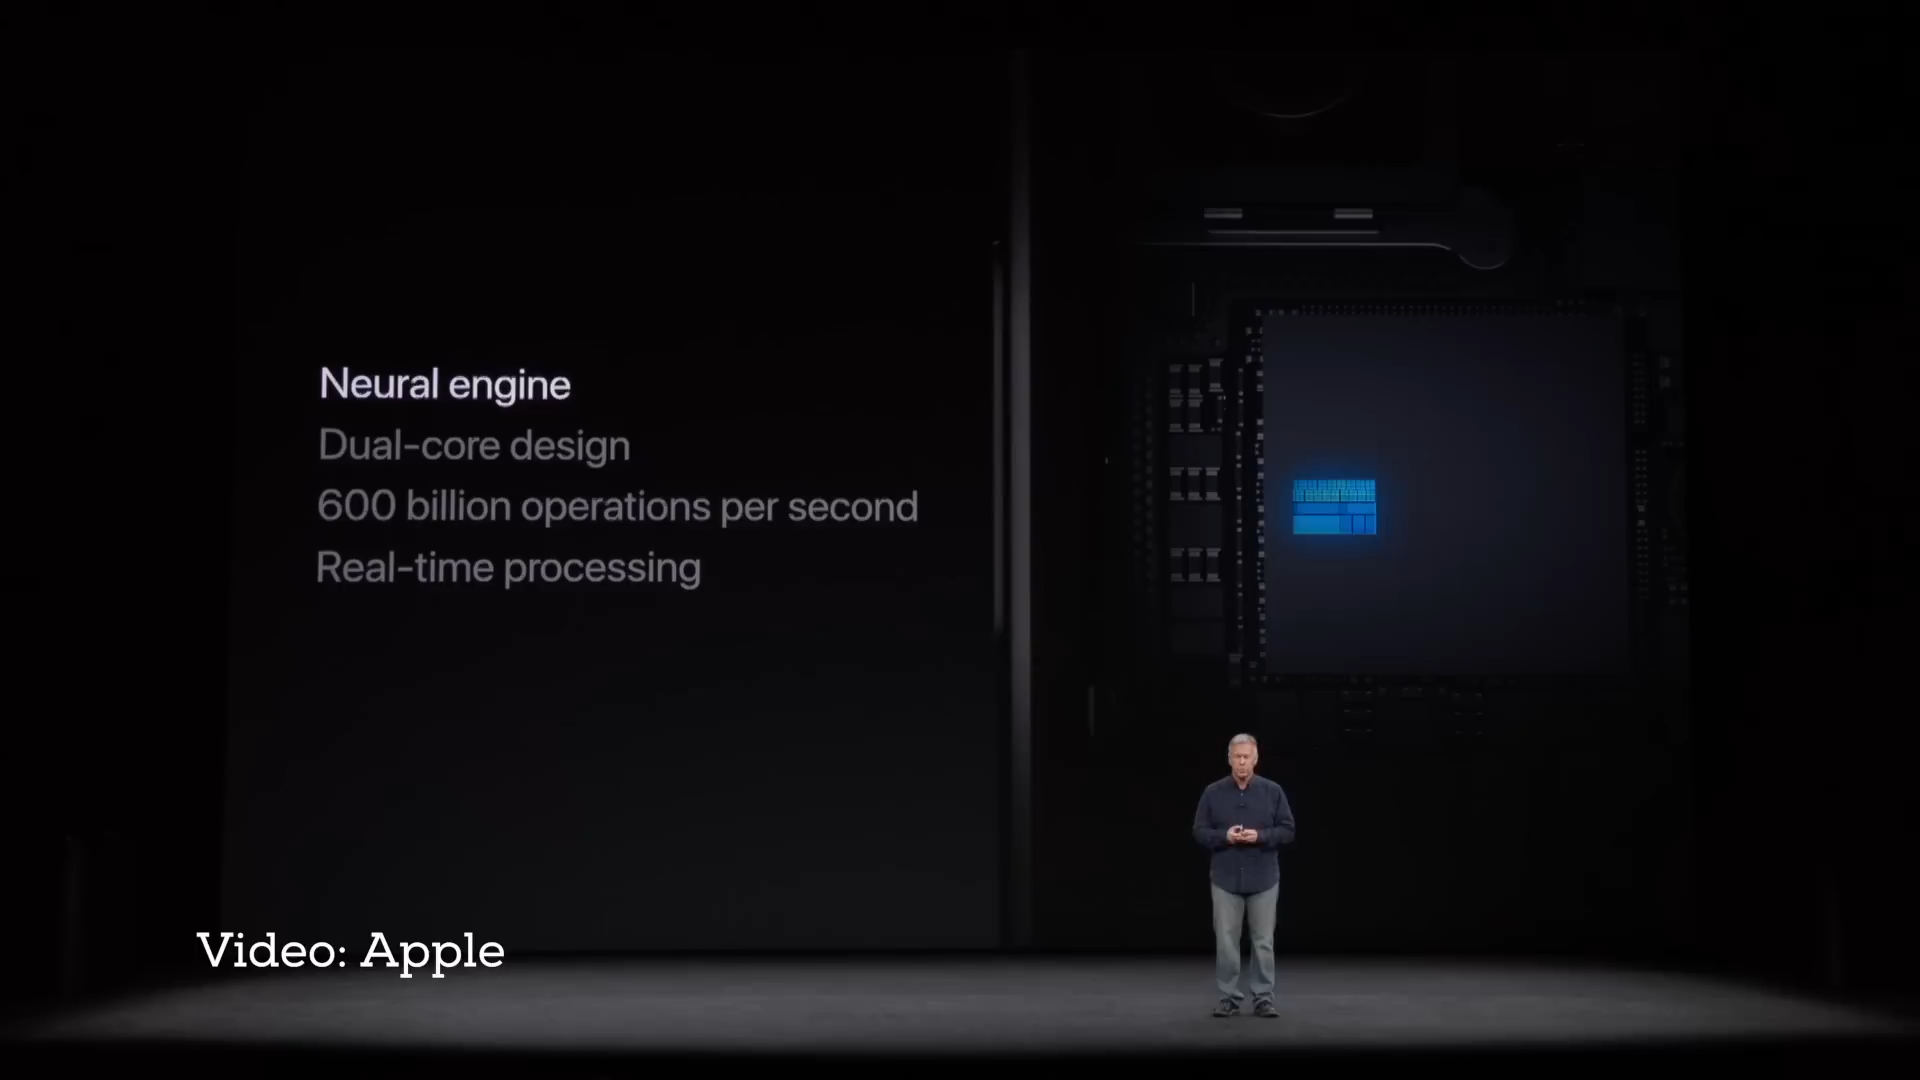 Neural engine
Dual-core design
600 billion operations per second
Real-time processing
Video: Apple